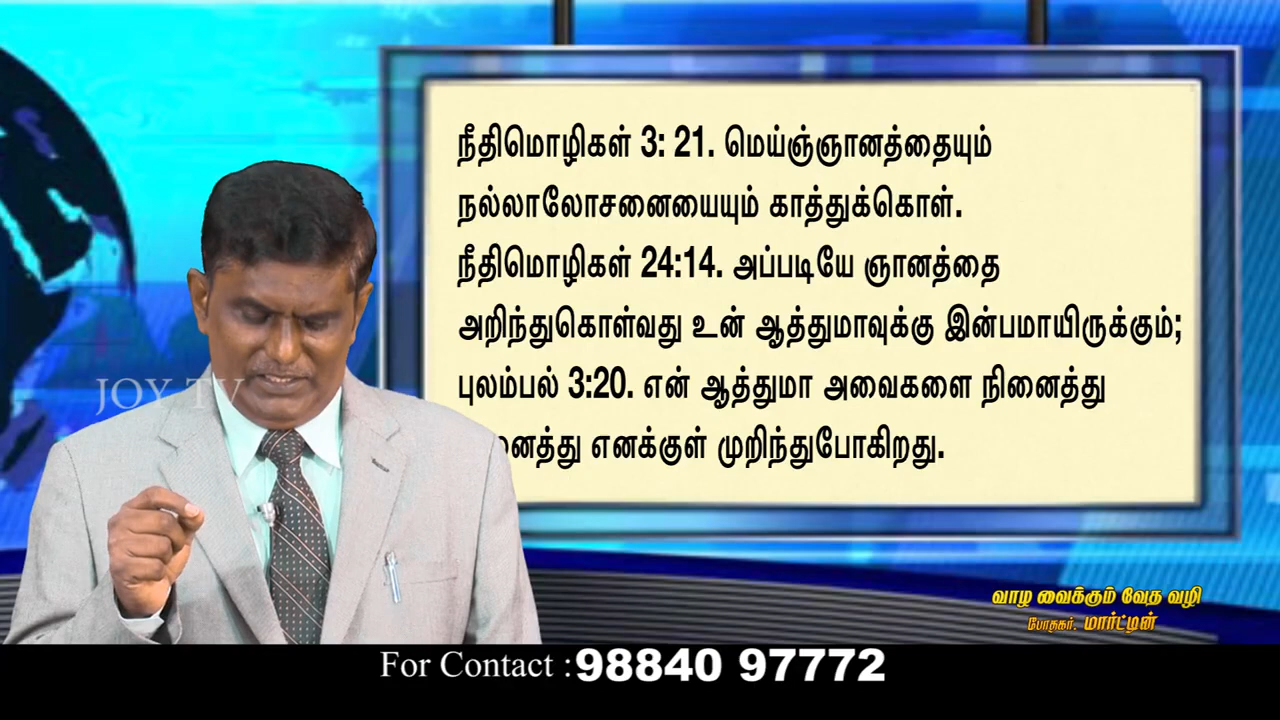 நீதிமொழிகள் 3: 21. மெய்ஞ்ஞானத்தையும்
நல்லாலோசனையையும் காத்துக்கொள்.
நீதிமொழிகள் 24:14. அப்படியே ஞானத்தை
அறிந்துகொள்வது உன் ஆத்துமாவுக்கு இன்பமாயிருக்கும்;
புலம்பல் 3:20. என் ஆத்துமா அவைகளை நினைத்து
எனக்குள் முறிந்துபோகிறது.
JOY TV
வாழ வைக்கும் வேத வழி
போதகர். மார்ட்டின்
For Contact : 98840 97772